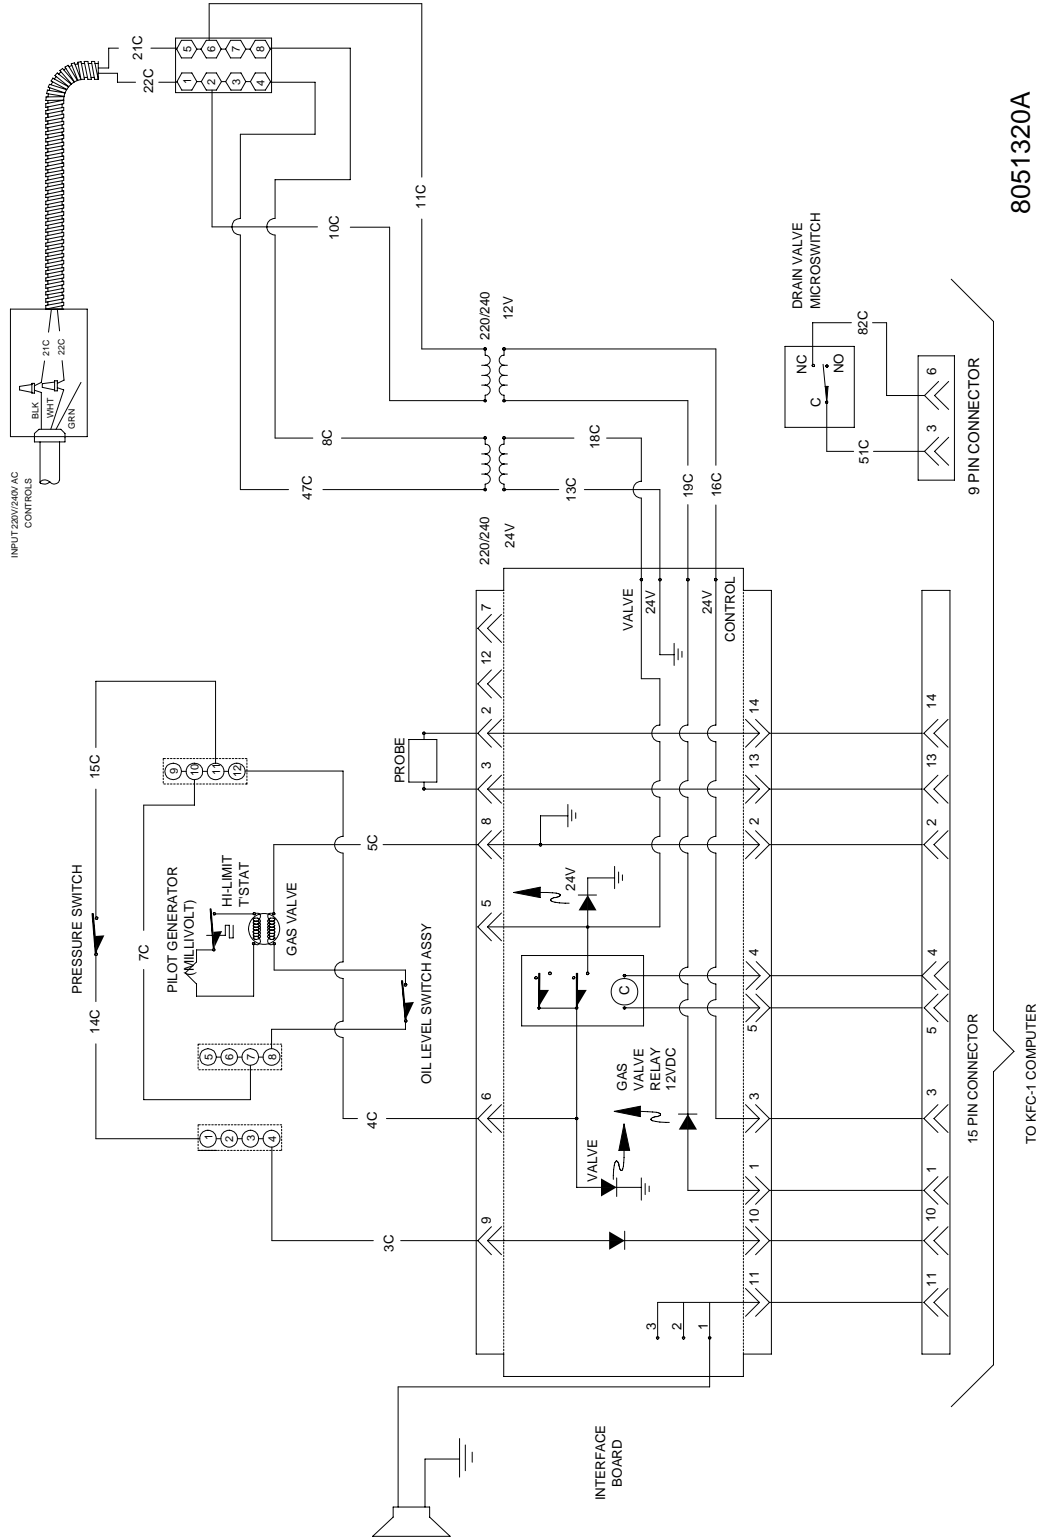 INPUT 220V/240V AC
CONTROLS
BLK
WHT
GRN
21C
22C
21C
22C
5
6
7
8
1
2
3
4
11C
10C
8C
47C
220/240
12V
220/240
24V
18C
13C
19C
16C
DRAIN VALVE
MICROSWITCH
NC
NO
C
82C
51C
6
3
9 PIN CONNECTOR
8051320A
PRESSURE SWITCH
15C
14C
7C
9
10
11
12
PILOT GENERATOR
(MILLIVOLT)
HI-LIMIT
T'STAT
GAS VALVE
OIL LEVEL SWITCH ASSY
5
6
7
8
1
2
3
4
3C
4C
5C
PROBE
9
6
5
8
3
2
12
7
VALVE
24V
24V
CONTROL
24V
C
GAS
VALVE
RELAY
12VDC
VALVE
3
2
1
11
10
1
3
5
4
2
13
14
11
10
1
3
5
4
2
13
14
INTERFACE
BOARD
15 PIN CONNECTOR
TO KFC-1 COMPUTER